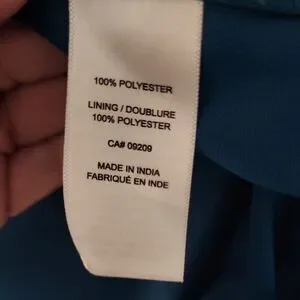 100% POLYESTER
LINING / DOUBLURE
100% POLYESTER
CA# 09209
MADE IN INDIA
FABRIQUÉ EN INDE